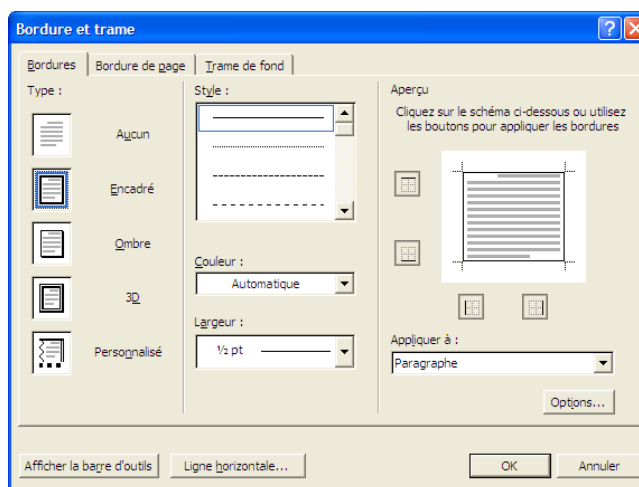 Bordure et trame
Bordures
Bordure de page
Trame de fond
Type :
Aucun
Encadré
Ombre
3D
Personnalisé
Style :
Couleur :
Automatique
Largeur :
½ pt
Aperçu
Cliquez sur le schéma ci-dessous ou utilisez
les boutons pour appliquer les bordures
Appliquer à :
Paragraphe
Options...
Afficher la barre d'outils
Ligne horizontale...
OK
Annuler